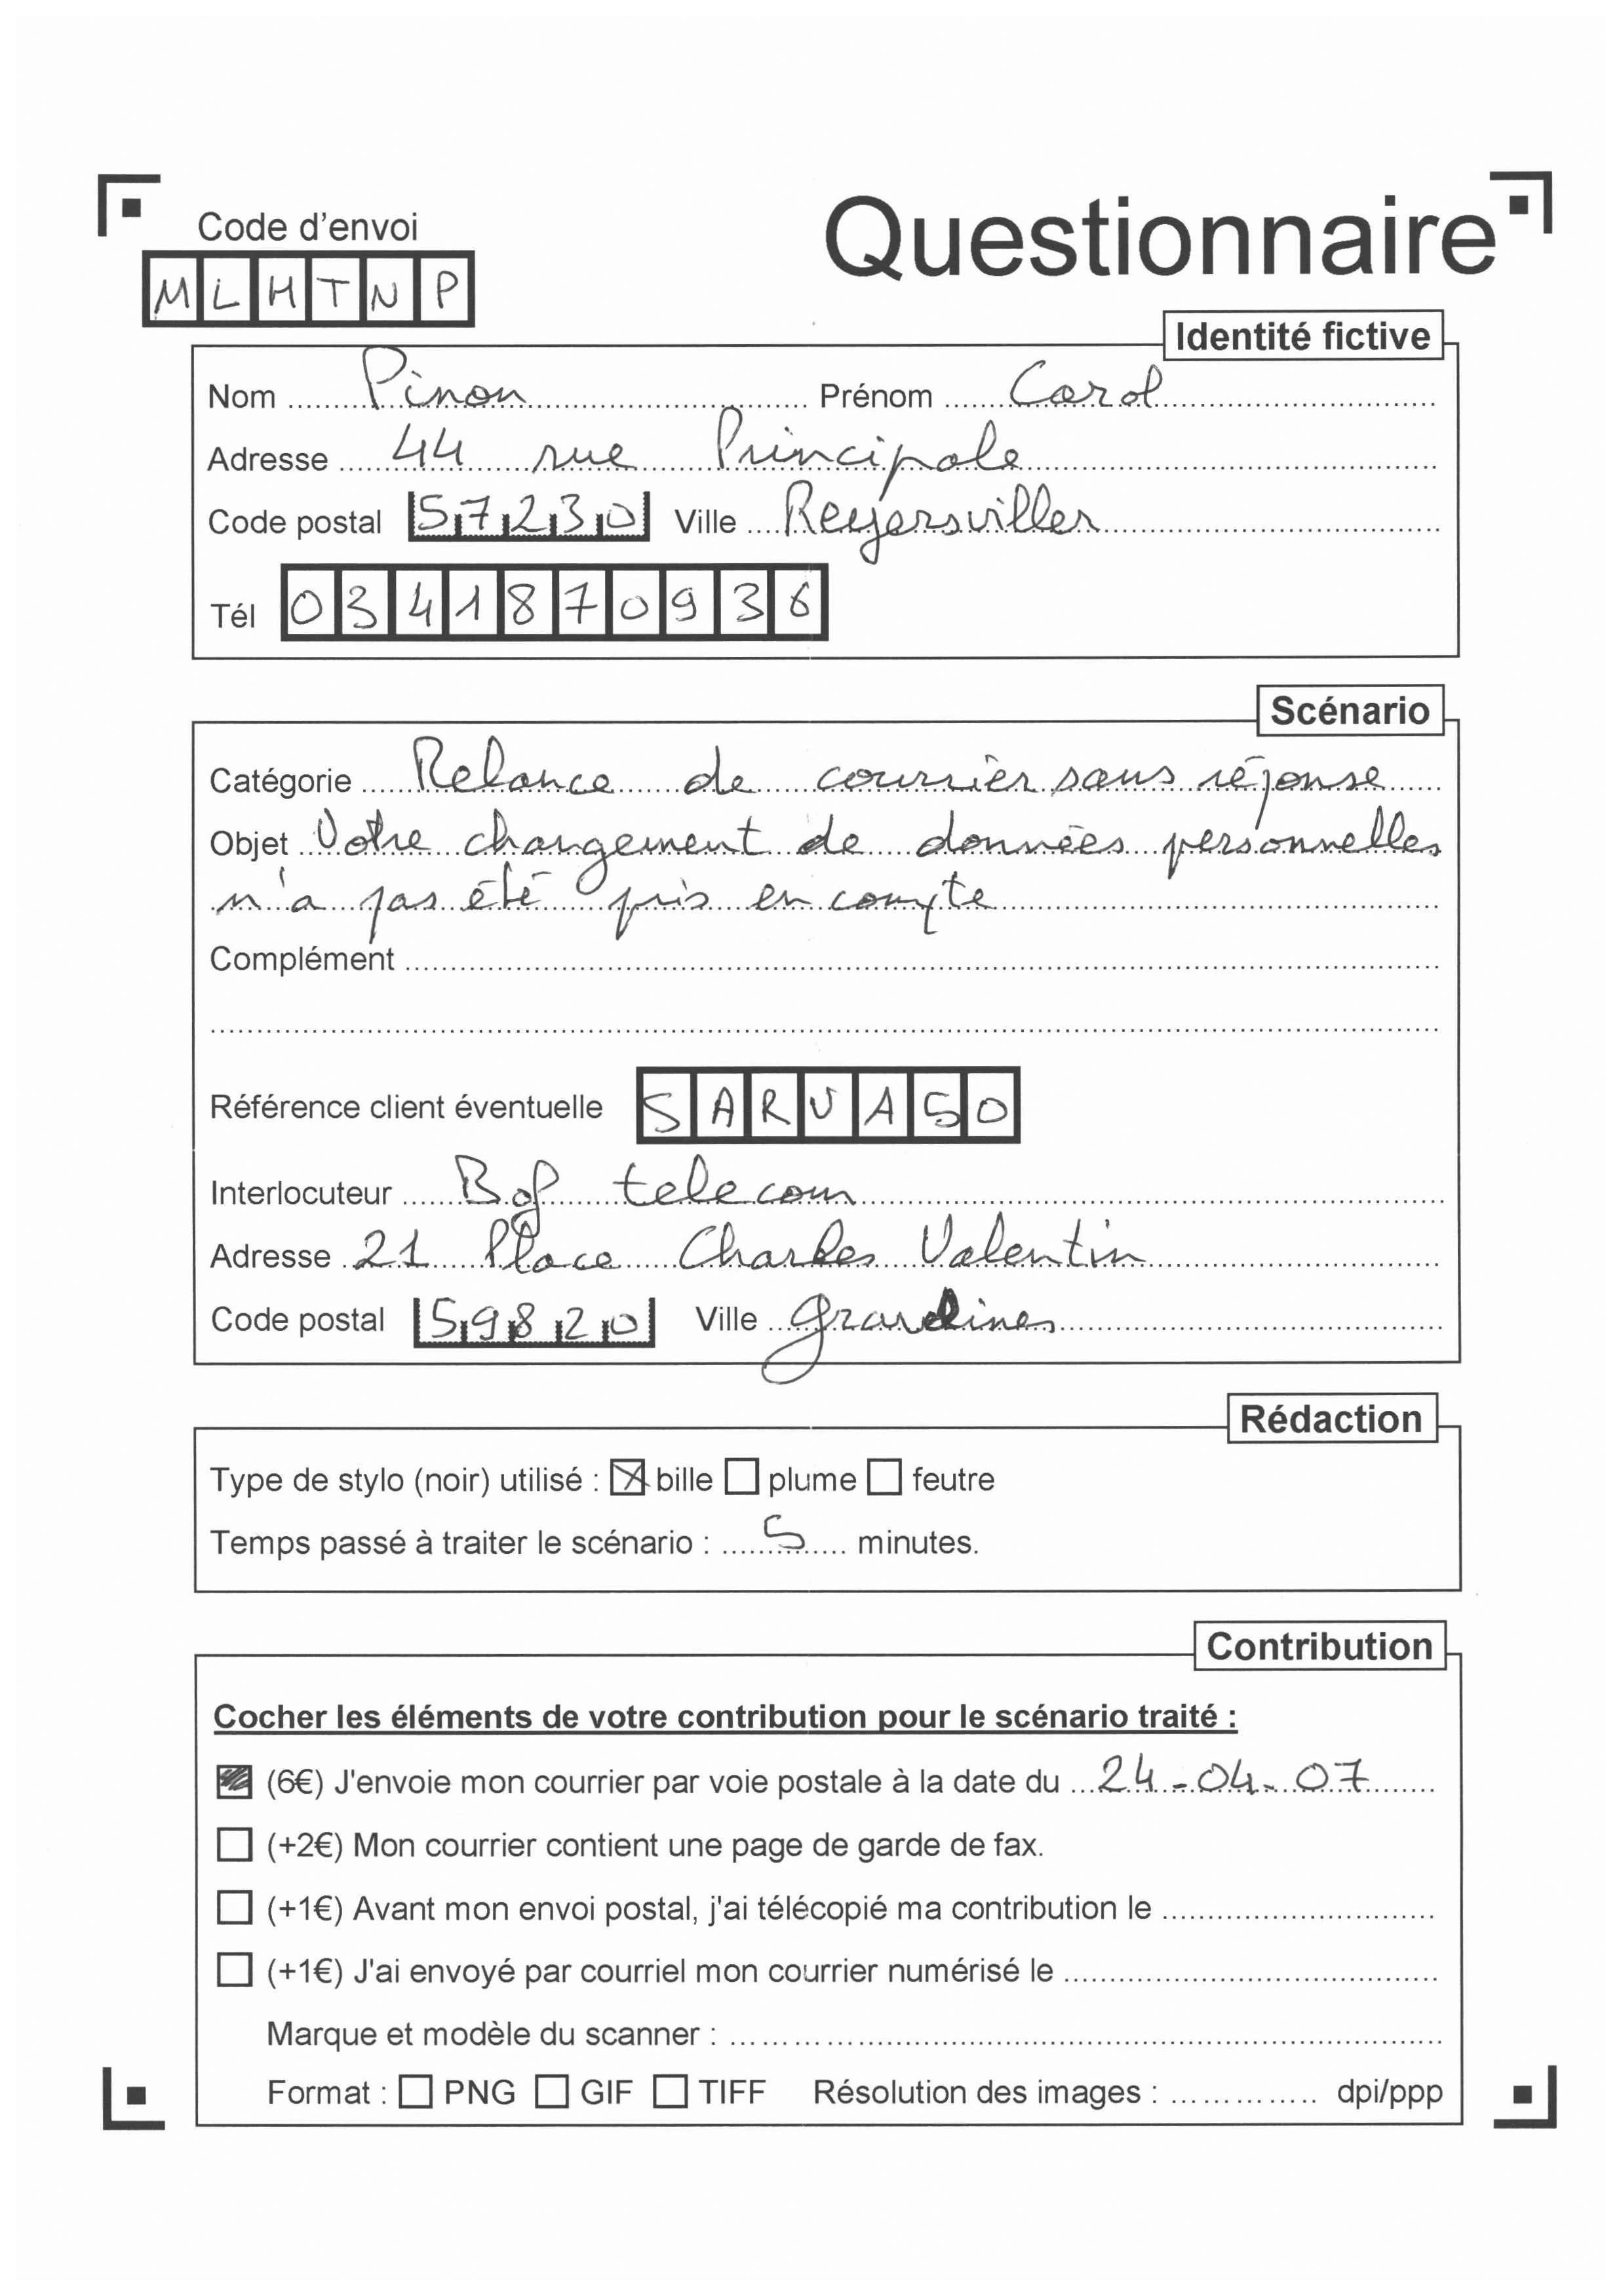 Code d'envoi
Questionnaire
MLHTNP
Identité fictive
Nom Pinon Prénom Carol
Adresse 44 rue Principale
Code postal 57230 Ville Reyersviller
Tél 0341870936
Scénario
Catégorie Relance de courrier sans réponse
Objet Votre changement de données personnelles
n'a pas été pris en compte
Complément
Référence client éventuelle SARVA50
Interlocuteur Bof telecom
Adresse 21 Place Charles Valentin
Code postal 59820 Ville Gravelines
Rédaction
Type de stylo (noir) utilisé : ☒ bille ☐ plume ☐ feutre
Temps passé à traiter le scénario : 5 minutes.
Contribution
Cocher les éléments de votre contribution pour le scénario traité :
☒ (6€) J'envoie mon courrier par voie postale à la date du 24-04-07
☐ (+2€) Mon courrier contient une page de garde de fax.
☐ (+1€) Avant mon envoi postal, j'ai télécopié ma contribution le
☐ (+1€) J'ai envoyé par courriel mon courrier numérisé le
Marque et modèle du scanner :
Format : ☐ PNG ☐ GIF ☐ TIFF Résolution des images : dpi/ppp